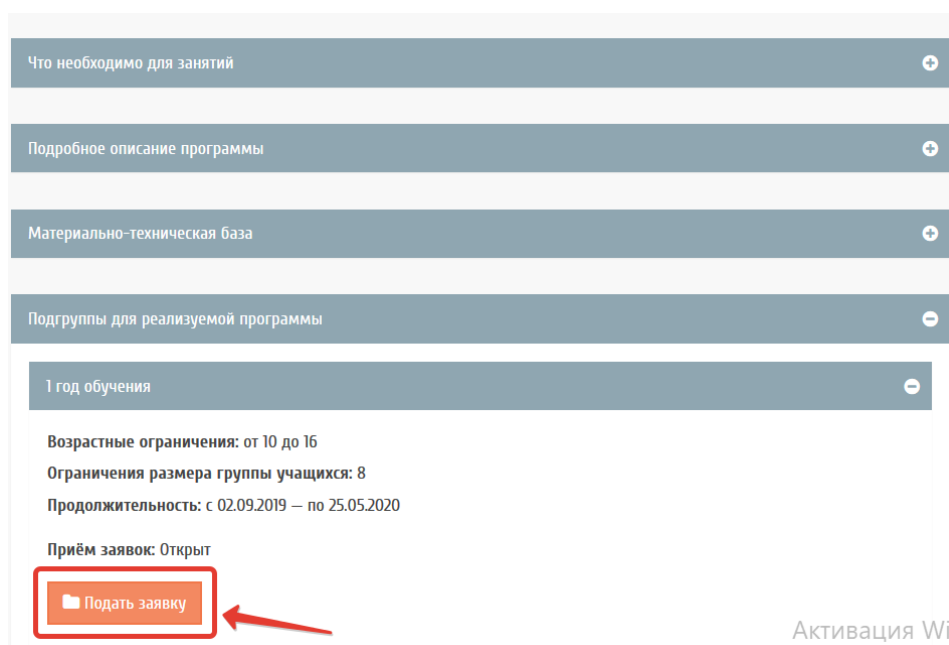 Что необходимо для занятий
Подробное описание программы
Материально-техническая база
Подгруппы для реализуемой программы
1 год обучения
Возрастные ограничения: от 10 до 16
Ограничения размера группы учащихся: 8
Продолжительность: с 02.09.2019 — по 25.05.2020
Приём заявок: Открыт
Подать заявку
Активация Wi